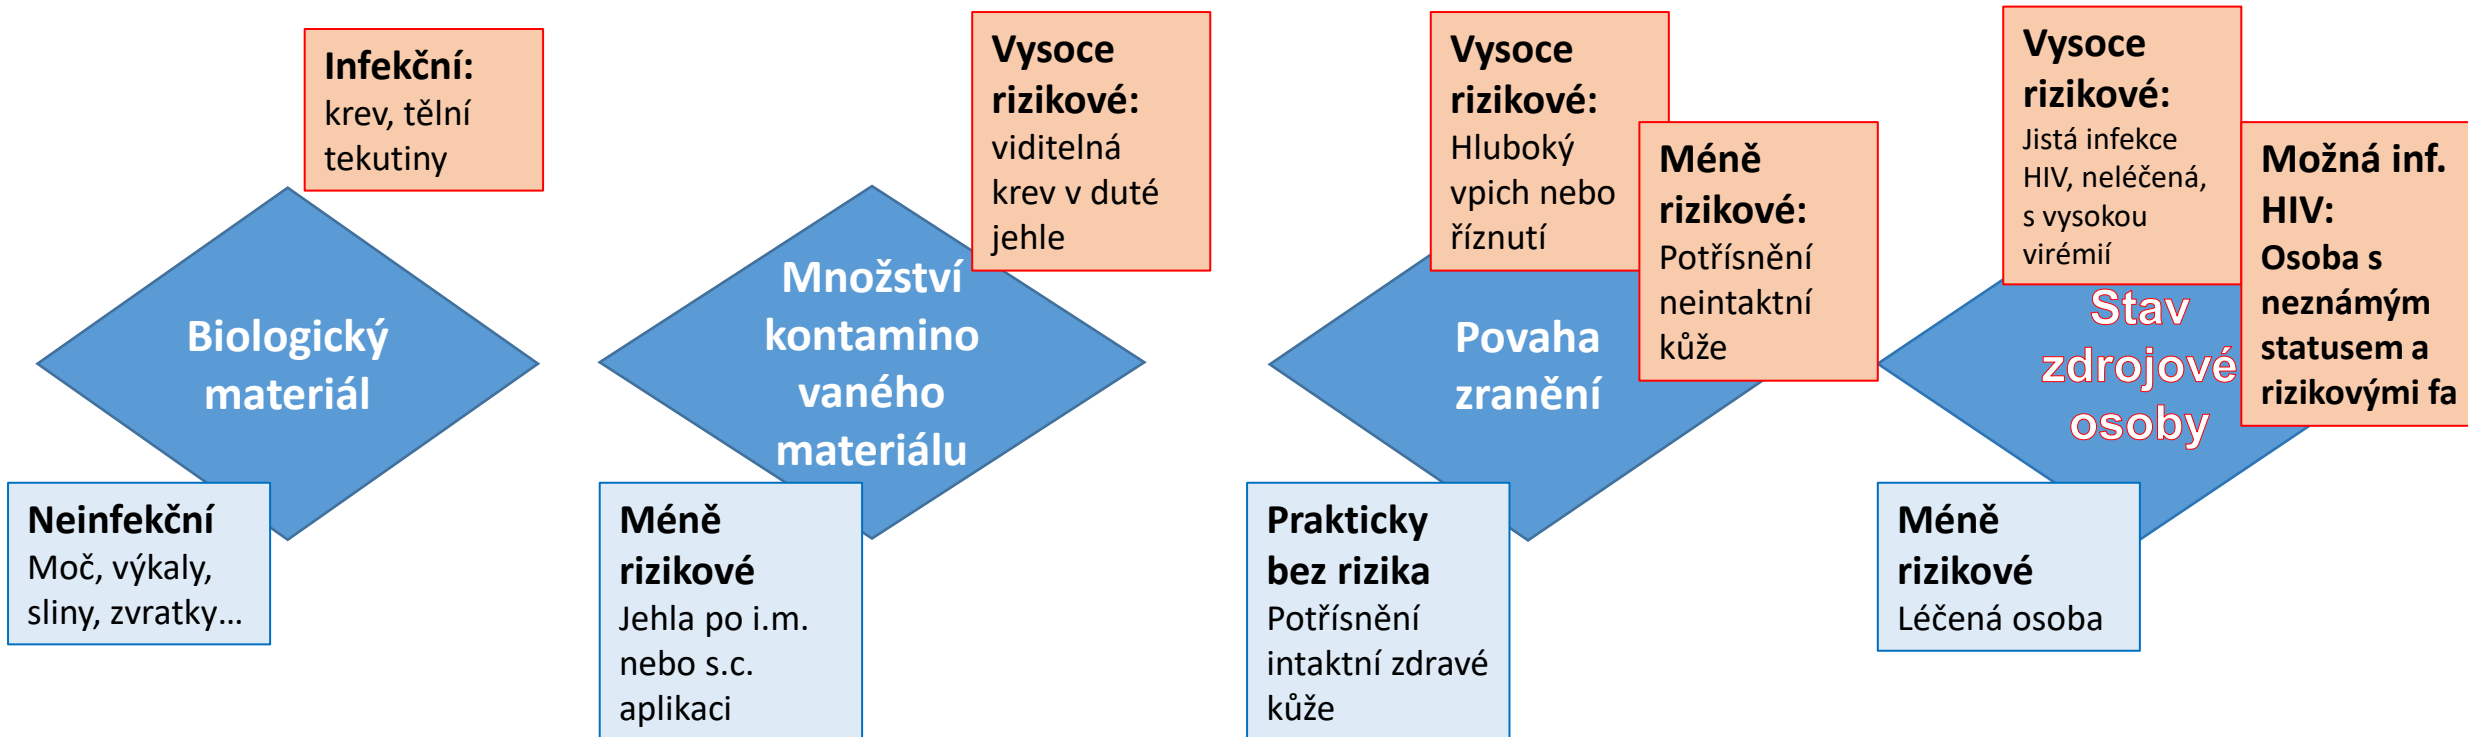 Infekční:
krev, tělní
tekutiny
Biologický
materiál
Neinfekční
Moč, výkaly,
sliny, zvratky…
Vysoce
rizikové:
viditelná
krev v duté
jehle
Množství
kontamino
vaného
materiálu
Méně
rizikové
Jehla po i.m.
nebo s.c.
aplikaci
Vysoce
rizikové:
Hluboký
vpich nebo
říznutí
Méně
rizikové:
Potřísnění
neintaktní
kůže
Povaha
zranění
Prakticky
bez rizika
Potřísnění
intaktní zdravé
kůže
Vysoce
rizikové:
Jistá infekce
HIV, neléčená,
s vysokou
virémií
Možná inf.
HIV:
Osoba s
neznámým
statusem a
rizikovými fa
Stav
zdrojové
osoby
Méně
rizikové
Léčená osoba